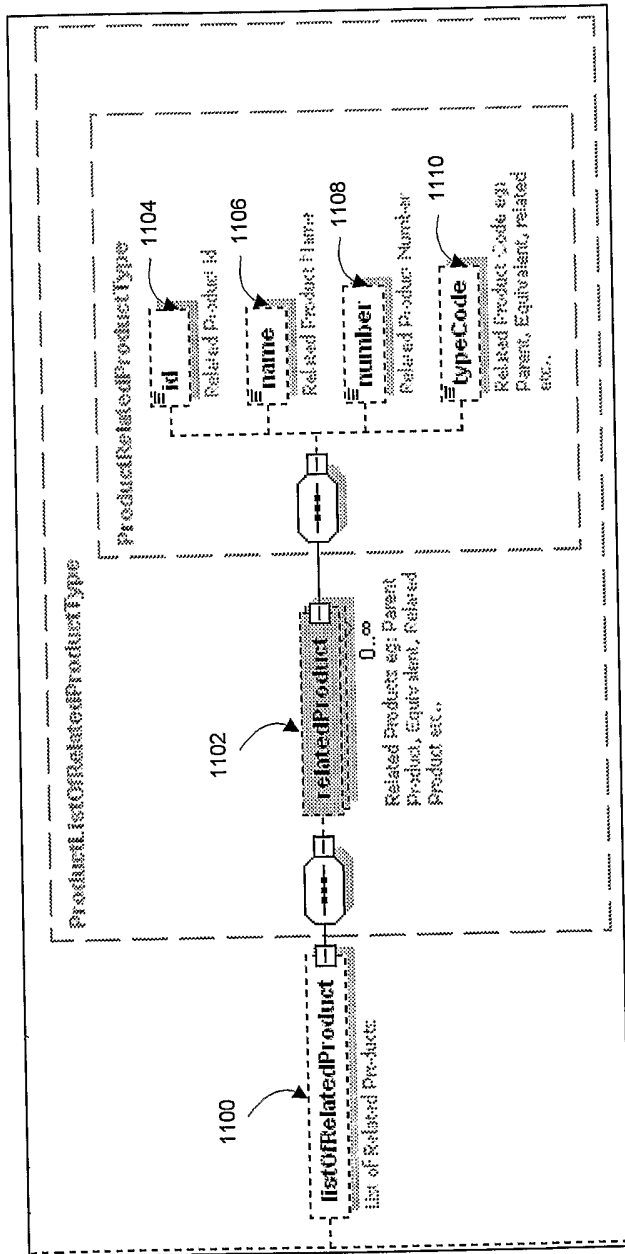 ProductListOfRelatedProductType
ProductRelatedProductType
1100
listOfRelatedProduct
List of Related Products
1102
relatedProduct
0..∞
Related Products eg: Parent
Product, Equivalent, Related
Product etc..
1104
id
Related Product Id
1106
name
Related Product Name
1108
number
Related Product Number
1110
typeCode
Related Product Code eg:
Parent, Equivalent, related
etc..